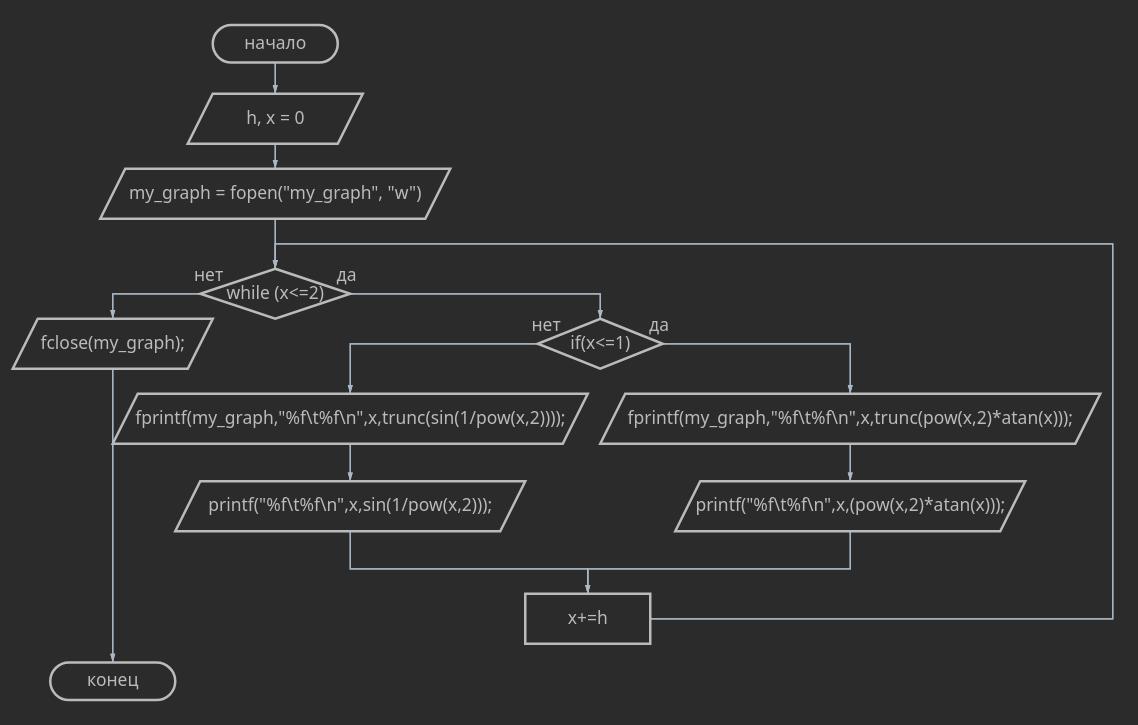 начало
h, x = 0
my_graph = fopen("my_graph", "w")
нет
да
while (x<=2)
нет
да
fclose(my_graph);
if(x<=1)
fprintf(my_graph,"%f\t%f\n",x,trunc(sin(1/pow(x,2))));
fprintf(my_graph,"%f\t%f\n",x,trunc(pow(x,2)*atan(x)));
printf("%f\t%f\n",x,sin(1/pow(x,2)));
printf("%f\t%f\n",x,(pow(x,2)*atan(x)));
x+=h
конец